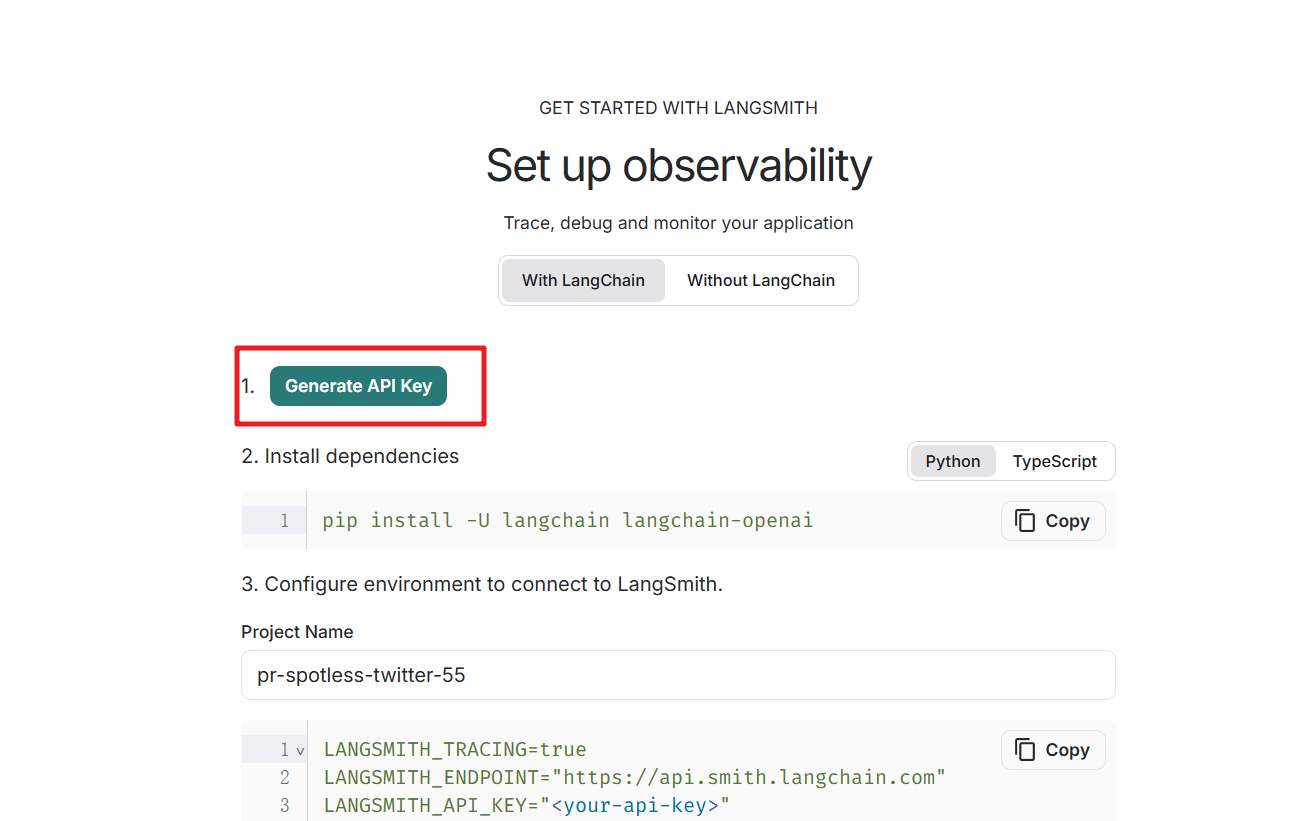 GET STARTED WITH LANGSMITH
Set up observability
Trace, debug and monitor your application
With LangChain Without LangChain
1. Generate API Key
2. Install dependencies
Python TypeScript
1 pip install -U langchain langchain-openai Copy
3. Configure environment to connect to LangSmith.
Project Name
pr-spotless-twitter-55
1 LANGSMITH_TRACING=true Copy
2 LANGSMITH_ENDPOINT="https://api.smith.langchain.com"
3 LANGSMITH_API_KEY="<your-api-key>"